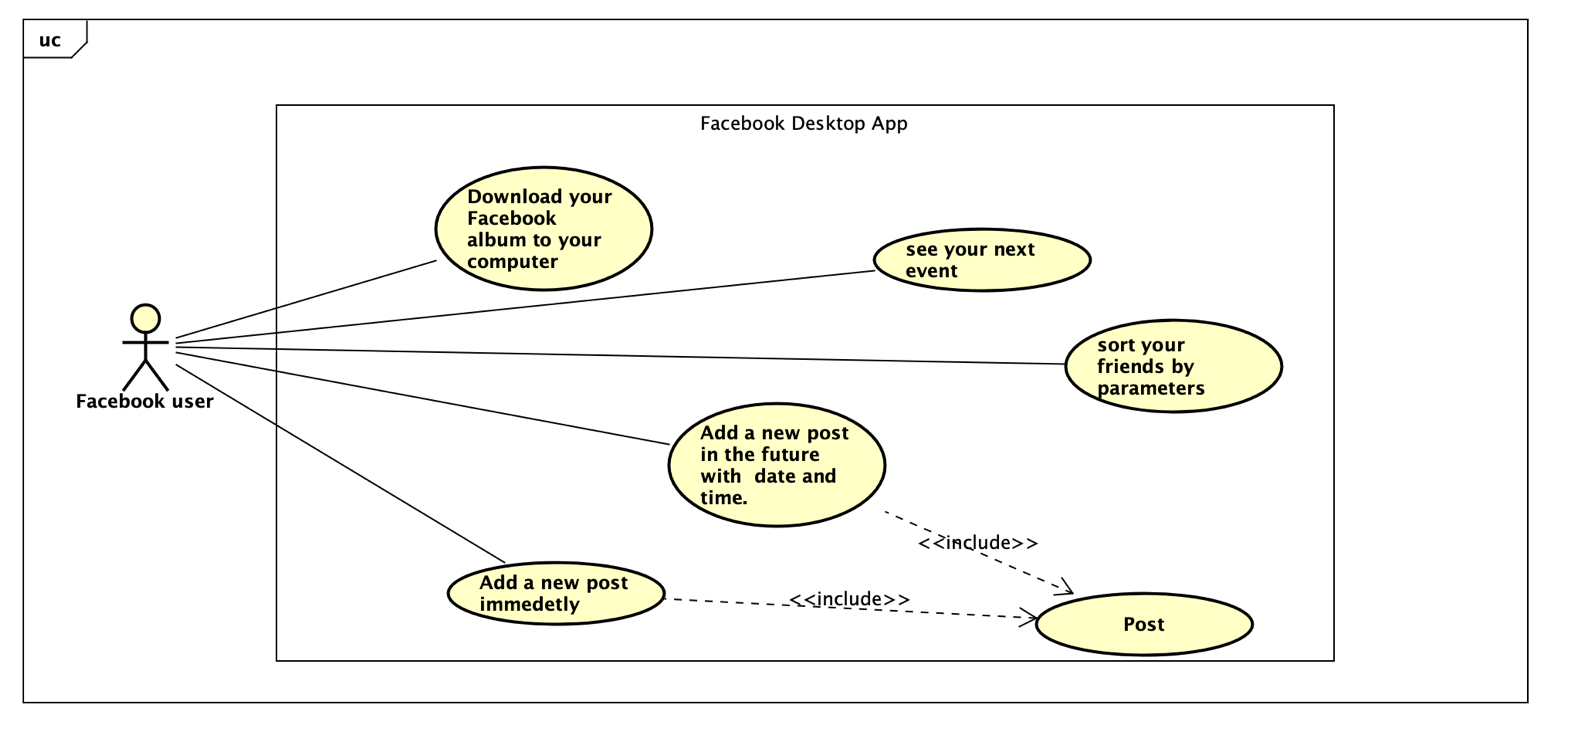 uc
Facebook Desktop App
Download your
Facebook
album to your
computer
see your next
event
sort your
friends by
parameters
Facebook user
Add a new post
in the future
with  date and
time.
<<include>>
Add a new post
immedetly
<<include>>
Post